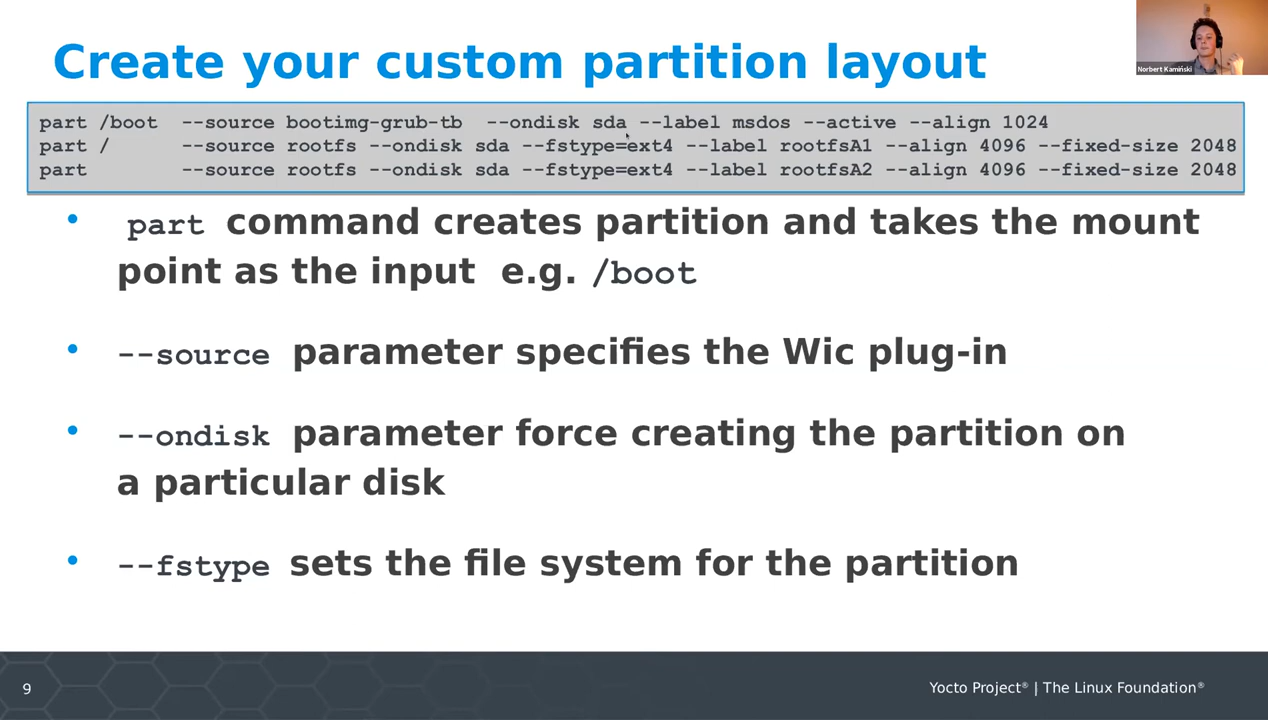 Create your custom partition layout
Norbert Kamiński
part /boot  --source bootimg-grub-tb  --ondisk sda --label msdos --active --align 1024
part /      --source rootfs --ondisk sda --fstype=ext4 --label rootfsA1 --align 4096 --fixed-size 2048
part        --source rootfs --ondisk sda --fstype=ext4 --label rootfsA2 --align 4096 --fixed-size 2048
• part command creates partition and takes the mount
point as the input e.g. /boot
• --source parameter specifies the Wic plug-in
• --ondisk parameter force creating the partition on
a particular disk
• --fstype sets the file system for the partition
9
Yocto Project® | The Linux Foundation®